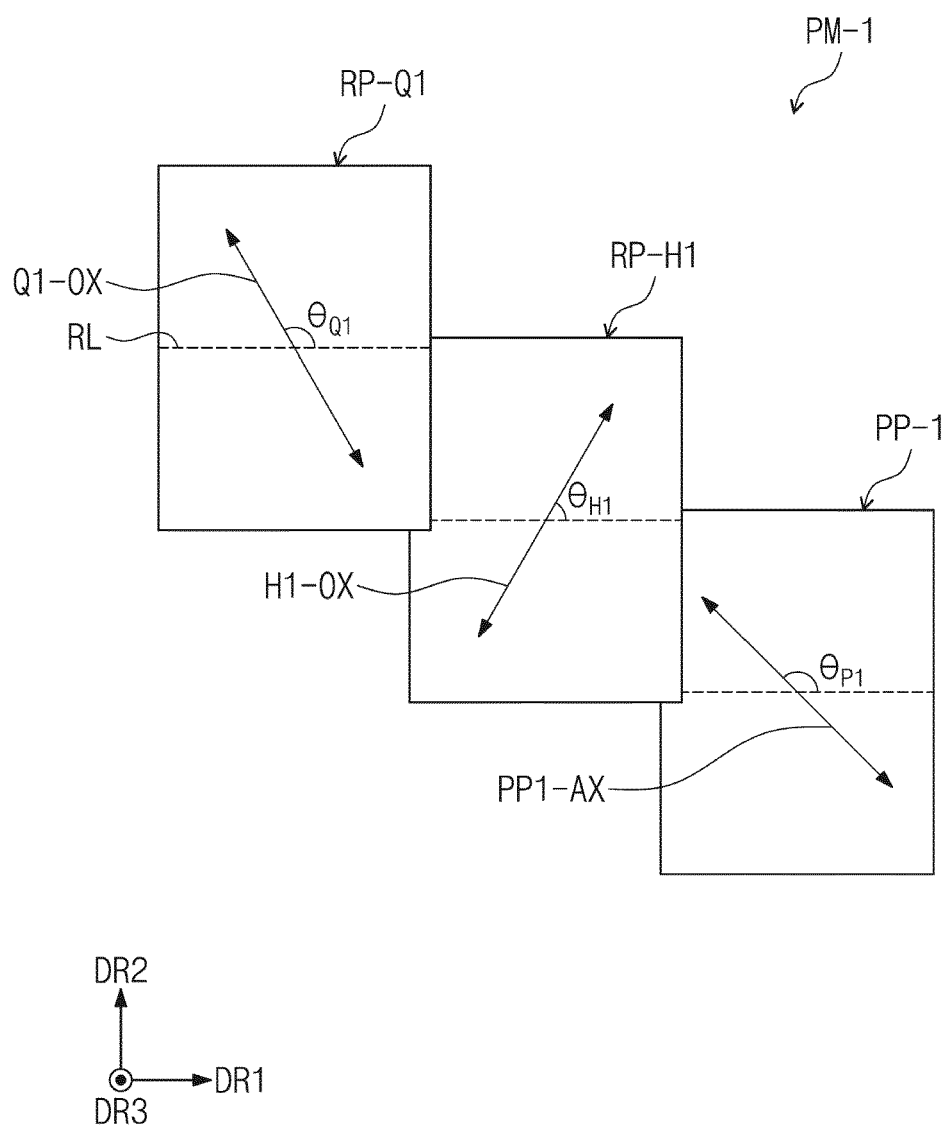 PM-1
RP-Q1
RP-H1
Q1-OX
θQ1
RL
PP-1
θH1
H1-OX
θP1
PP1-AX
DR2
DR1
DR3